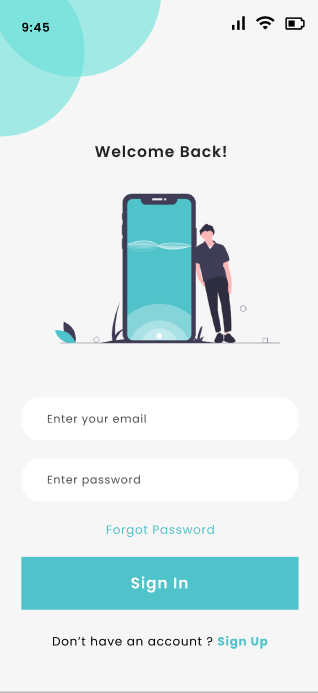 9:45
Welcome Back!
Enter your email
Enter password
Forgot Password
Sign In
Don't have an account ? Sign Up